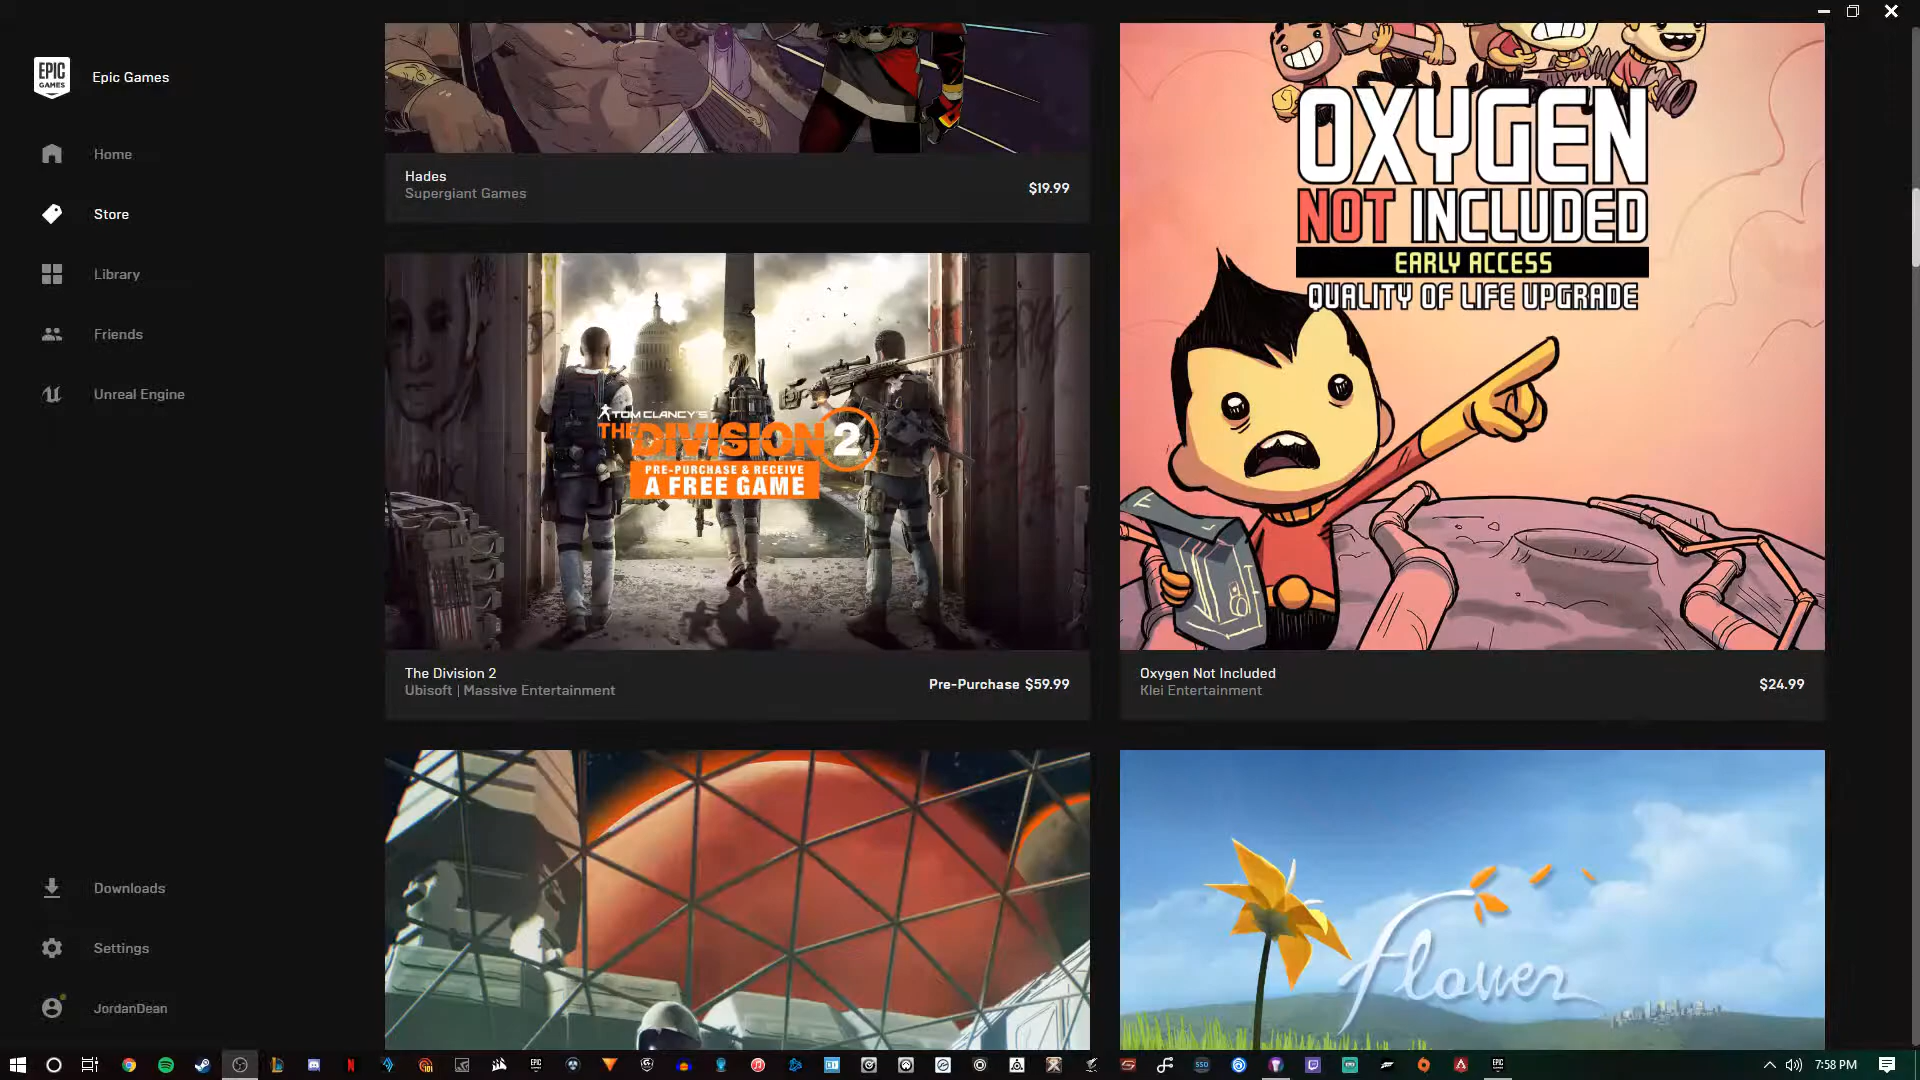 EPIC
GAMES
Epic Games
Home
Store
Library
Friends
Unreal Engine
Downloads
Settings
JordanDean
Hades
Supergiant Games
$19.99
TOM CLANCY'S
THE DIVISION 2
PRE-PURCHASE & RECEIVE
A FREE GAME
The Division 2
Ubisoft | Massive Entertainment
Pre-Purchase $59.99
OXYGEN
NOT INCLUDED
EARLY ACCESS
QUALITY OF LIFE UPGRADE
Oxygen Not Included
Klei Entertainment
$24.99
flower
7:58 PM